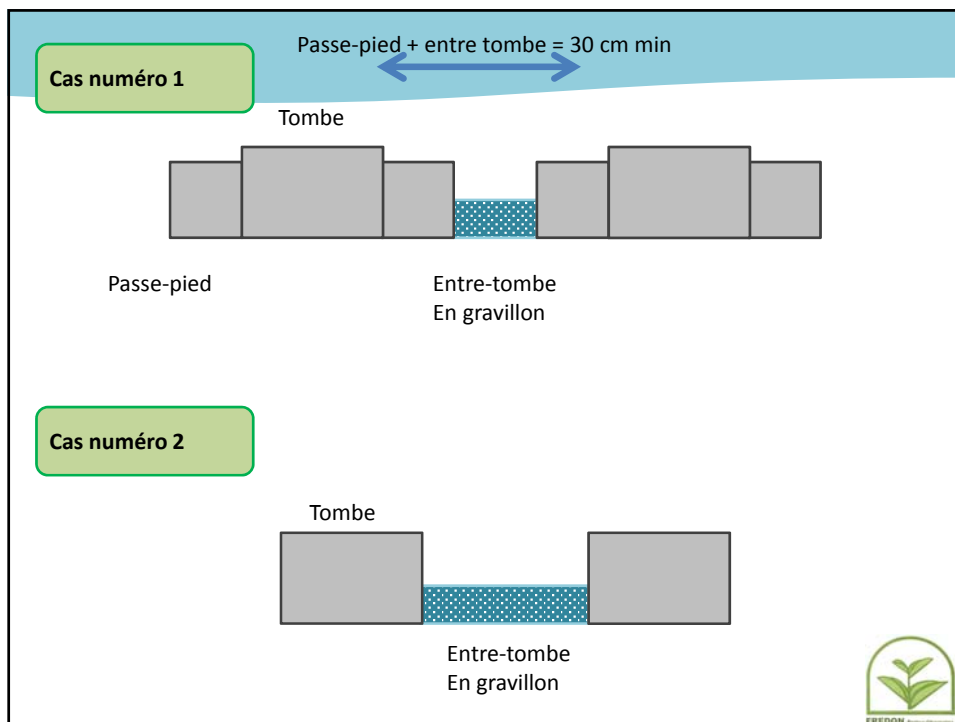 Passe-pied + entre tombe = 30 cm min
Cas numéro 1
Tombe
Passe-pied
Entre-tombe
En gravillon
Cas numéro 2
Tombe
Entre-tombe
En gravillon
FREDON